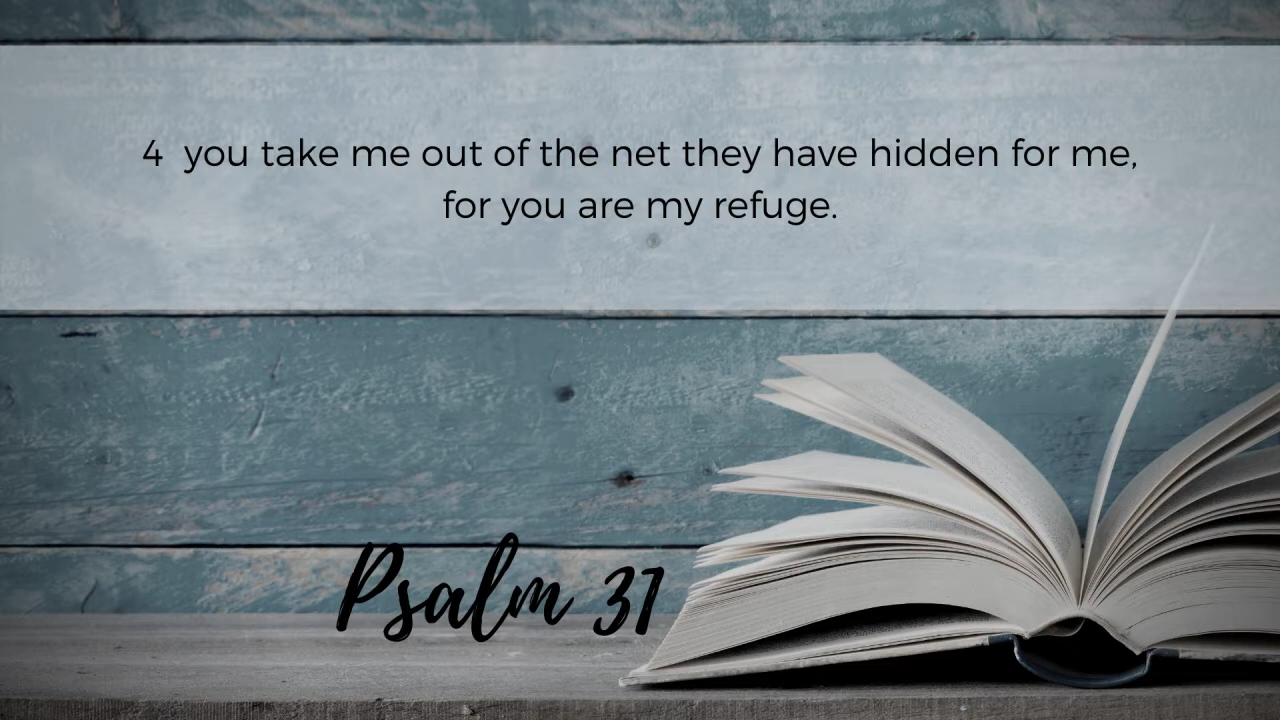 4  you take me out of the net they have hidden for me,
for you are my refuge.
Psalm 31